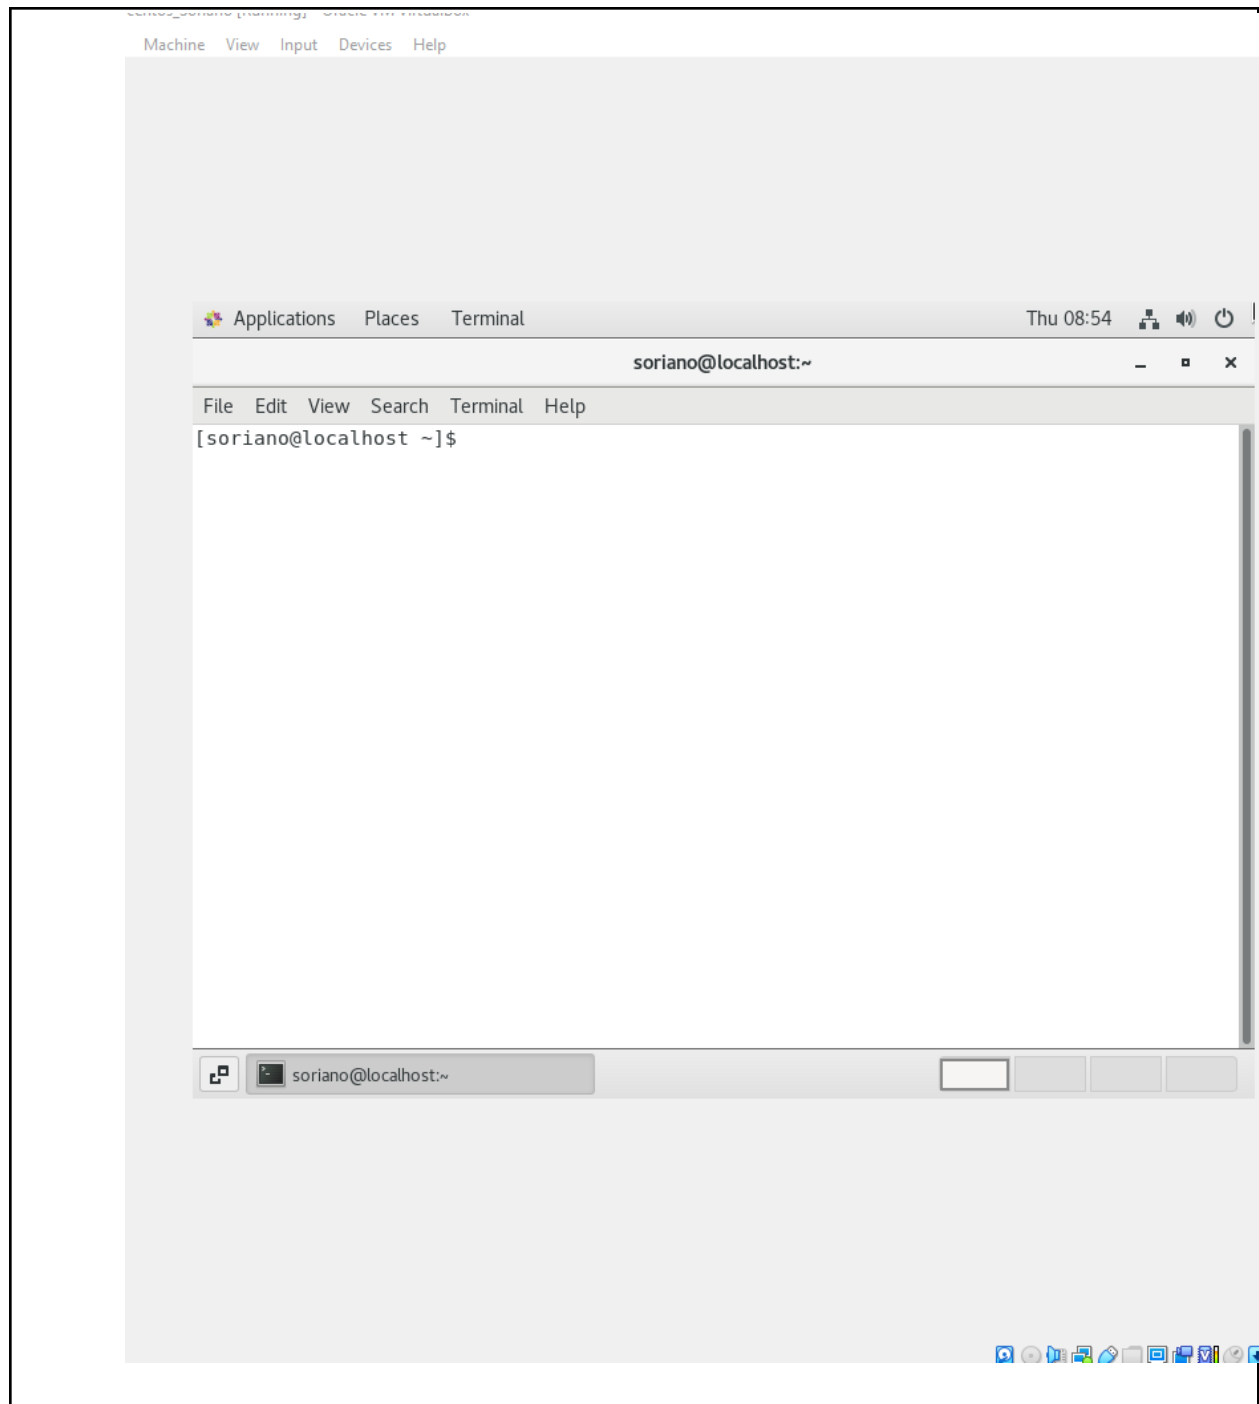 Machine View Input Devices Help
Applications Places Terminal Thu 08:54
soriano@localhost:~
File Edit View Search Terminal Help
[soriano@localhost ~]$
soriano@localhost:~